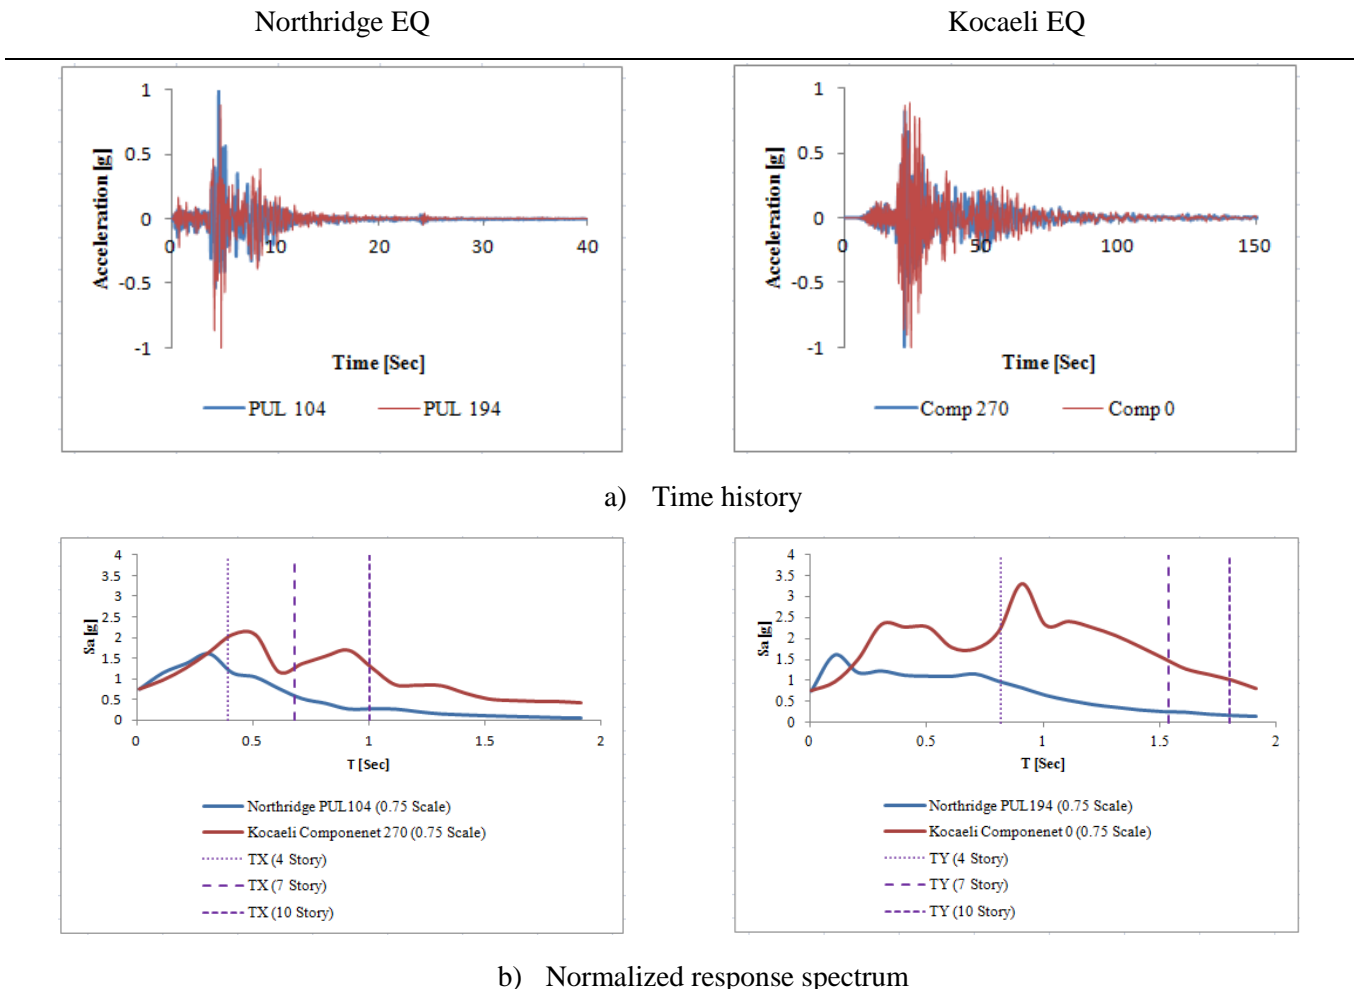 Northridge EQ
Kocaeli EQ
1
0.5
0
-0.5
-1
0
10
20
30
40
Acceleration [g]
Time [Sec]
PUL 104
PUL 194
1
0.5
0
-0.5
-1
0
50
100
150
Acceleration [g]
Time [Sec]
Comp 270
Comp 0
a) Time history
4
3.5
3
2.5
2
1.5
1
0.5
0
0
0.5
1
1.5
2
Sa [g]
T [Sec]
Northridge PUL104 (0.75 Scale)
Kocaeli Componenet 270 (0.75 Scale)
TX (4 Story)
TX (7 Story)
TX (10 Story)
4
3.5
3
2.5
2
1.5
1
0.5
0
0
0.5
1
1.5
2
Sa [g]
T [Sec]
Northridge PUL194 (0.75 Scale)
Kocaeli Componenet 0 (0.75 Scale)
TY (4 Story)
TY (7 Story)
TY (10 Story)
b) Normalized response spectrum